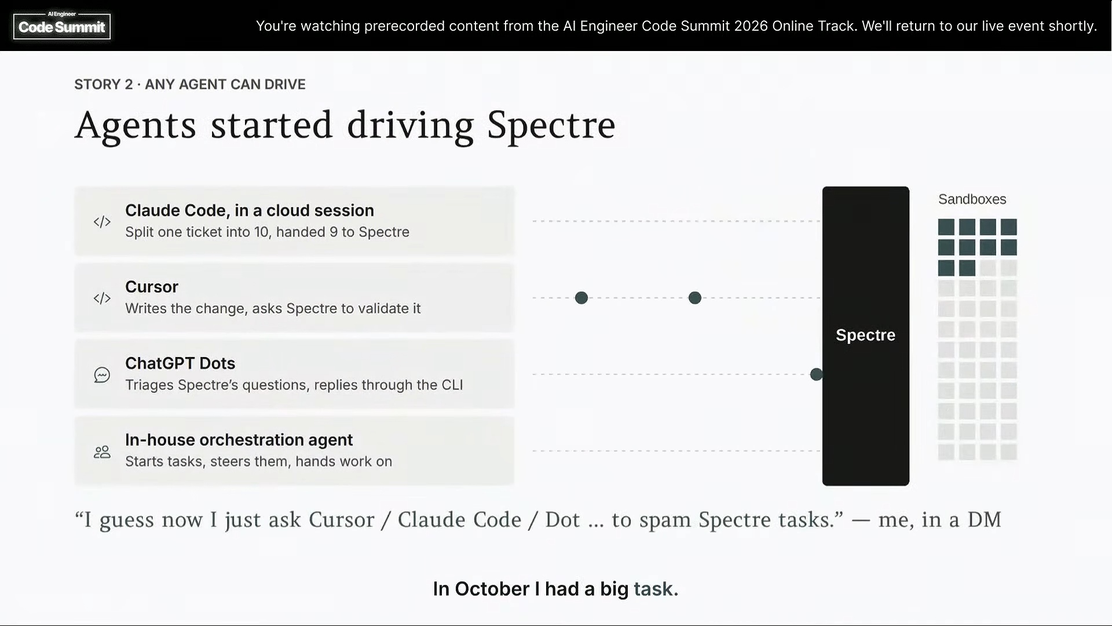 AI Engineer
Code Summit
You're watching prerecorded content from the AI Engineer Code Summit 2026 Online Track. We'll return to our live event shortly.
STORY 2 · ANY AGENT CAN DRIVE
Agents started driving Spectre
Claude Code, in a cloud session
Split one ticket into 10, handed 9 to Spectre
Cursor
Writes the change, asks Spectre to validate it
ChatGPT Dots
Triages Spectre’s questions, replies through the CLI
In-house orchestration agent
Starts tasks, steers them, hands work on
Spectre
Sandboxes
“I guess now I just ask Cursor / Claude Code / Dot ... to spam Spectre tasks.” — me, in a DM
In October I had a big task.